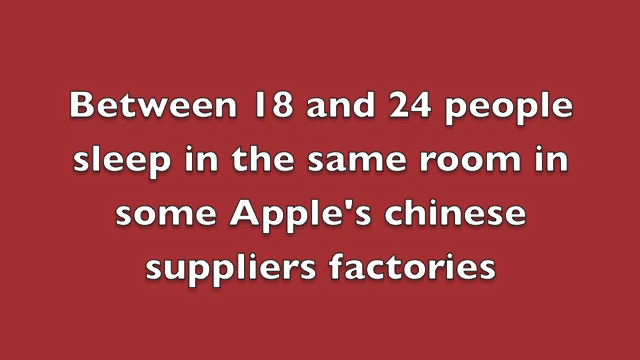 Between 18 and 24 people
sleep in the same room in
some Apple's chinese
suppliers factories